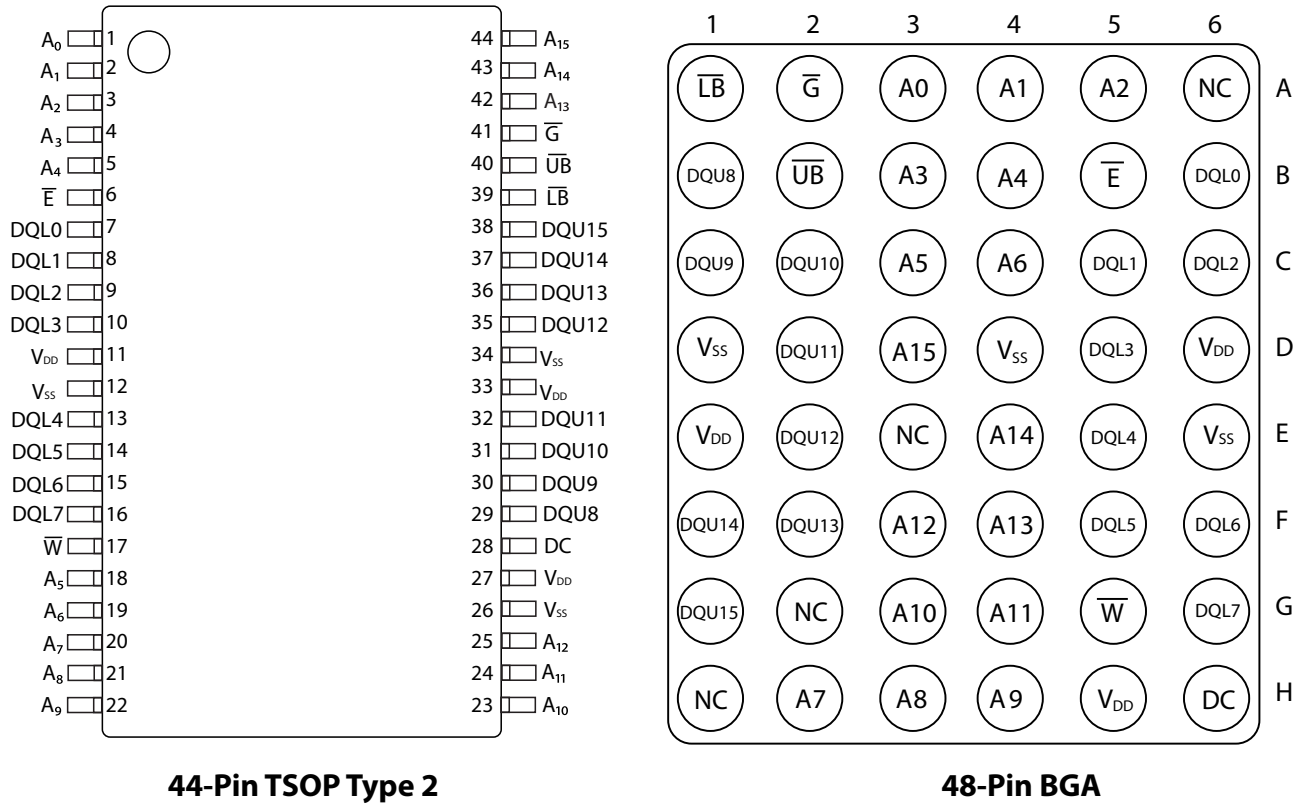 A₀ 1 44 A₁₅
A₁ 2 43 A₁₄
A₂ 3 42 A₁₃
A₃ 4 41 G̅
A₄ 5 40 U̅B̅
E̅ 6 39 L̅B̅
DQL0 7 38 DQU15
DQL1 8 37 DQU14
DQL2 9 36 DQU13
DQL3 10 35 DQU12
VDD 11 34 VSS
VSS 12 33 VDD
DQL4 13 32 DQU11
DQL5 14 31 DQU10
DQL6 15 30 DQU9
DQL7 16 29 DQU8
W̅ 17 28 DC
A₅ 18 27 VDD
A₆ 19 26 VSS
A₇ 20 25 A₁₂
A₈ 21 24 A₁₁
A₉ 22 23 A₁₀
44-Pin TSOP Type 2
1 2 3 4 5 6
L̅B̅ G̅ A0 A1 A2 NC A
DQU8 U̅B̅ A3 A4 E̅ DQL0 B
DQU9 DQU10 A5 A6 DQL1 DQL2 C
VSS DQU11 A15 VSS DQL3 VDD D
VDD DQU12 NC A14 DQL4 VSS E
DQU14 DQU13 A12 A13 DQL5 DQL6 F
DQU15 NC A10 A11 W̅ DQL7 G
NC A7 A8 A9 VDD DC H
48-Pin BGA